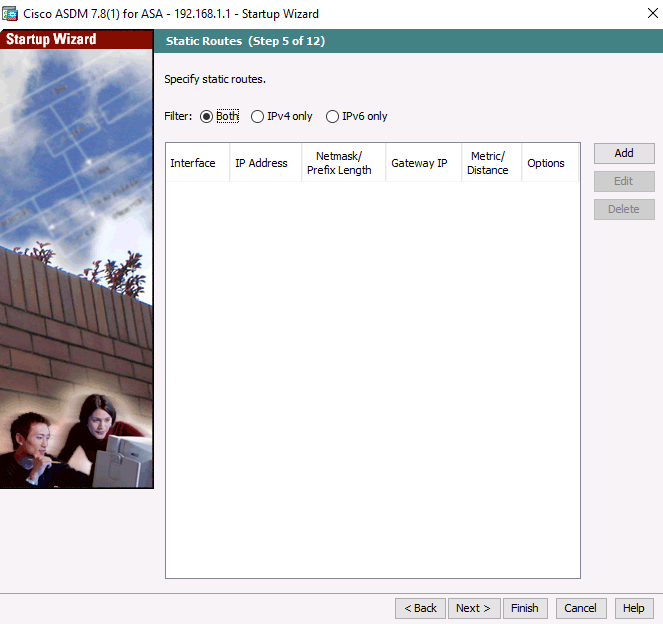 Cisco ASDM 7.8(1) for ASA - 192.168.1.1 - Startup Wizard
Startup Wizard
Static Routes (Step 5 of 12)
Specify static routes.
Filter: Both IPv4 only IPv6 only
Interface IP Address Netmask/ Prefix Length Gateway IP Metric/ Distance Options
Add
Edit
Delete
< Back Next > Finish Cancel Help